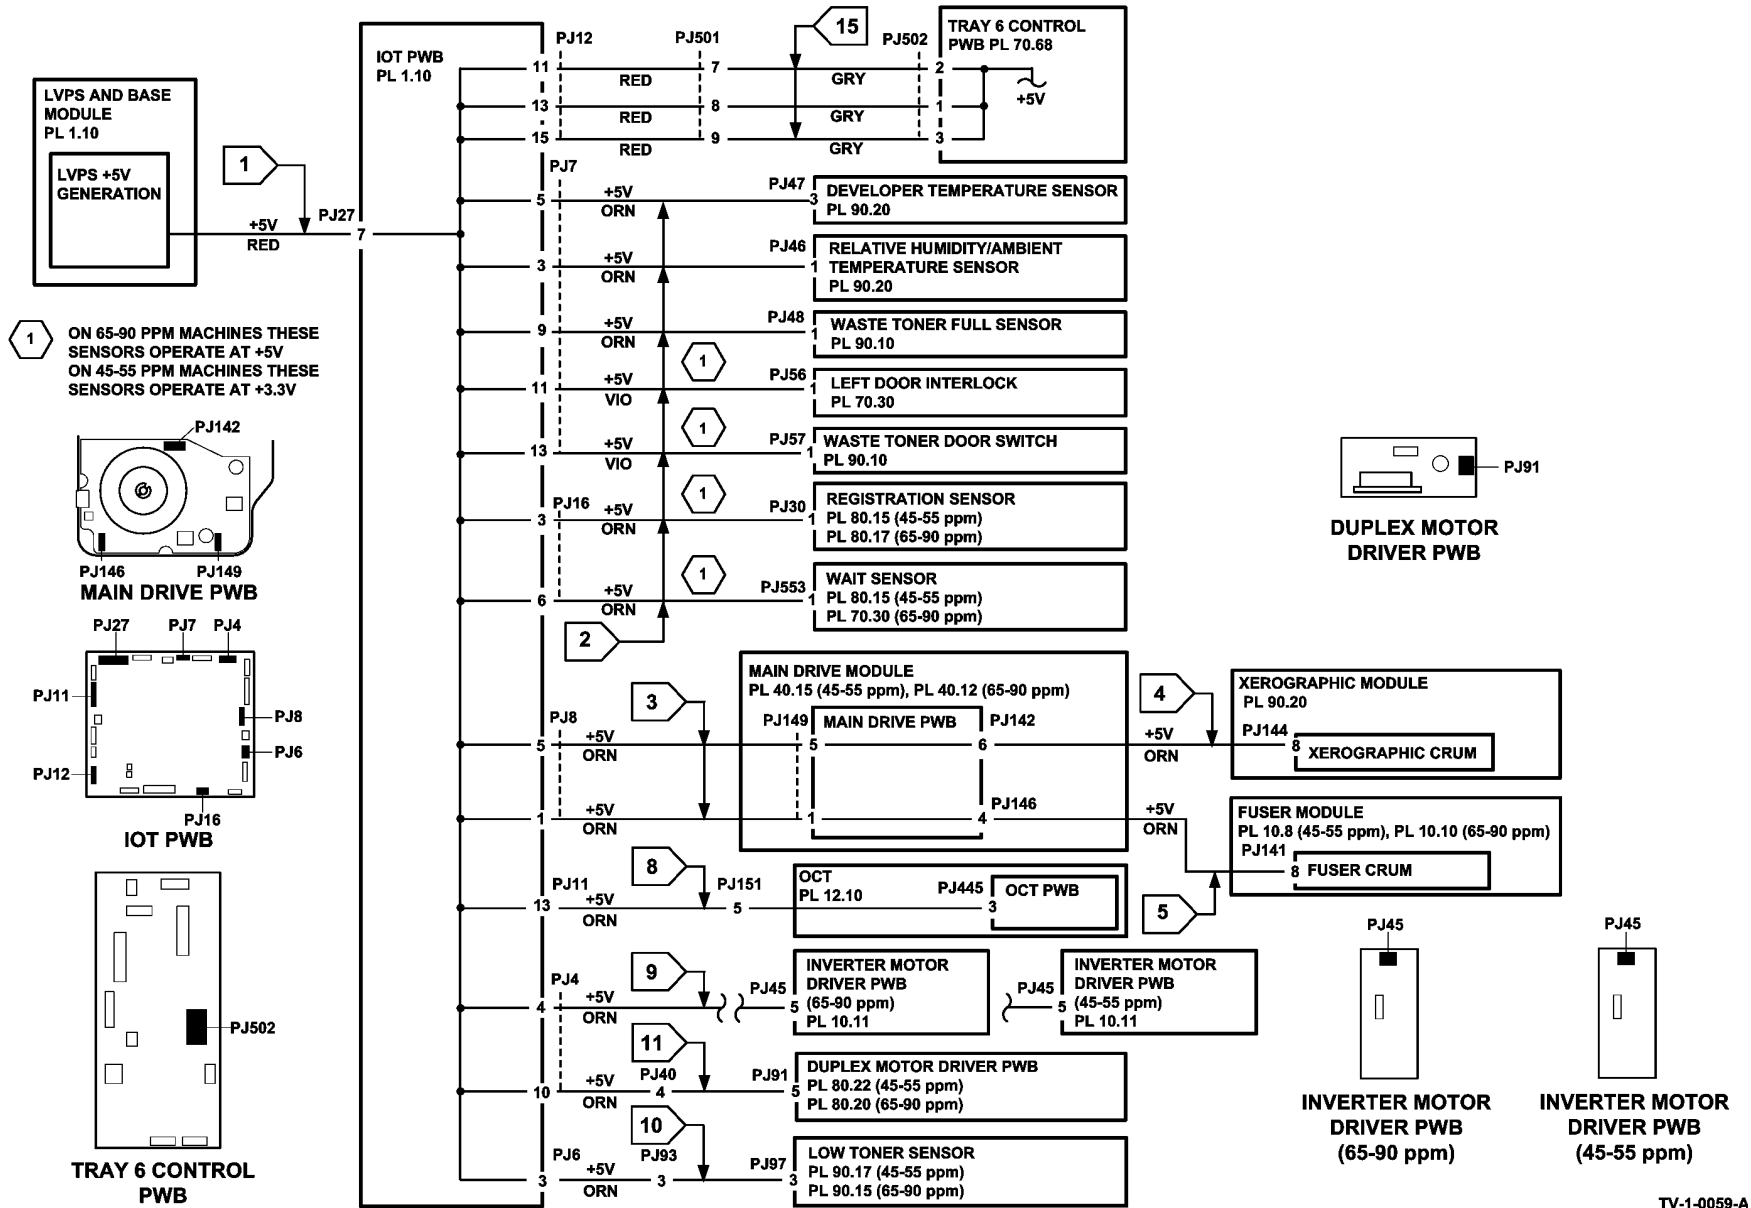 LVPS AND BASE
MODULE
PL 1.10
LVPS +5V
GENERATION
1
+5V
RED
PJ27
7
1
ON 65-90 PPM MACHINES THESE
SENSORS OPERATE AT +5V
ON 45-55 PPM MACHINES THESE
SENSORS OPERATE AT +3.3V
PJ142
PJ146
PJ149
MAIN DRIVE PWB
PJ27
PJ7
PJ4
PJ11
PJ8
PJ6
PJ12
PJ16
IOT PWB
PJ502
TRAY 6 CONTROL
PWB
IOT PWB
PL 1.10
PJ12
PJ501
15
PJ502
TRAY 6 CONTROL
PWB PL 70.68
11
RED
7
GRY
2
+5V
13
RED
8
GRY
1
15
RED
9
GRY
3
PJ7
5
+5V
ORN
PJ47
3
DEVELOPER TEMPERATURE SENSOR
PL 90.20
3
+5V
ORN
PJ46
1
RELATIVE HUMIDITY/AMBIENT
TEMPERATURE SENSOR
PL 90.20
9
+5V
ORN
PJ48
1
WASTE TONER FULL SENSOR
PL 90.10
11
+5V
VIO
1
PJ56
1
LEFT DOOR INTERLOCK
PL 70.30
13
+5V
VIO
1
PJ57
1
WASTE TONER DOOR SWITCH
PL 90.10
PJ16
3
+5V
ORN
1
PJ30
1
REGISTRATION SENSOR
PL 80.15 (45-55 ppm)
PL 80.17 (65-90 ppm)
6
+5V
ORN
1
PJ553
1
WAIT SENSOR
PL 80.15 (45-55 ppm)
PL 70.30 (65-90 ppm)
2
MAIN DRIVE MODULE
PL 40.15 (45-55 ppm), PL 40.12 (65-90 ppm)
3
PJ8
PJ149
MAIN DRIVE PWB
PJ142
5
+5V
ORN
5
6
+5V
ORN
4
XEROGRAPHIC MODULE
PL 90.20
PJ144
8
XEROGRAPHIC CRUM
1
+5V
ORN
1
PJ146
4
+5V
ORN
5
FUSER MODULE
PL 10.8 (45-55 ppm), PL 10.10 (65-90 ppm)
PJ141
8
FUSER CRUM
8
PJ11
13
+5V
ORN
PJ151
5
OCT
PL 12.10
PJ445
3
OCT PWB
9
PJ4
4
+5V
ORN
PJ45
5
INVERTER MOTOR
DRIVER PWB
(65-90 ppm)
PL 10.11
PJ45
5
INVERTER MOTOR
DRIVER PWB
(45-55 ppm)
PL 10.11
11
10
+5V
ORN
PJ40
4
PJ91
5
DUPLEX MOTOR DRIVER PWB
PL 80.22 (45-55 ppm)
PL 80.20 (65-90 ppm)
10
PJ6
3
+5V
ORN
PJ93
3
PJ97
3
LOW TONER SENSOR
PL 90.17 (45-55 ppm)
PL 90.15 (65-90 ppm)
PJ91
DUPLEX MOTOR
DRIVER PWB
PJ45
INVERTER MOTOR
DRIVER PWB
(65-90 ppm)
PJ45
INVERTER MOTOR
DRIVER PWB
(45-55 ppm)
TV-1-0059-A